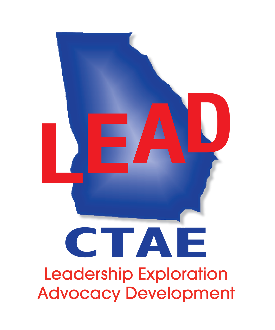 LEAD
CTAE
Leadership Exploration
Advocacy Development